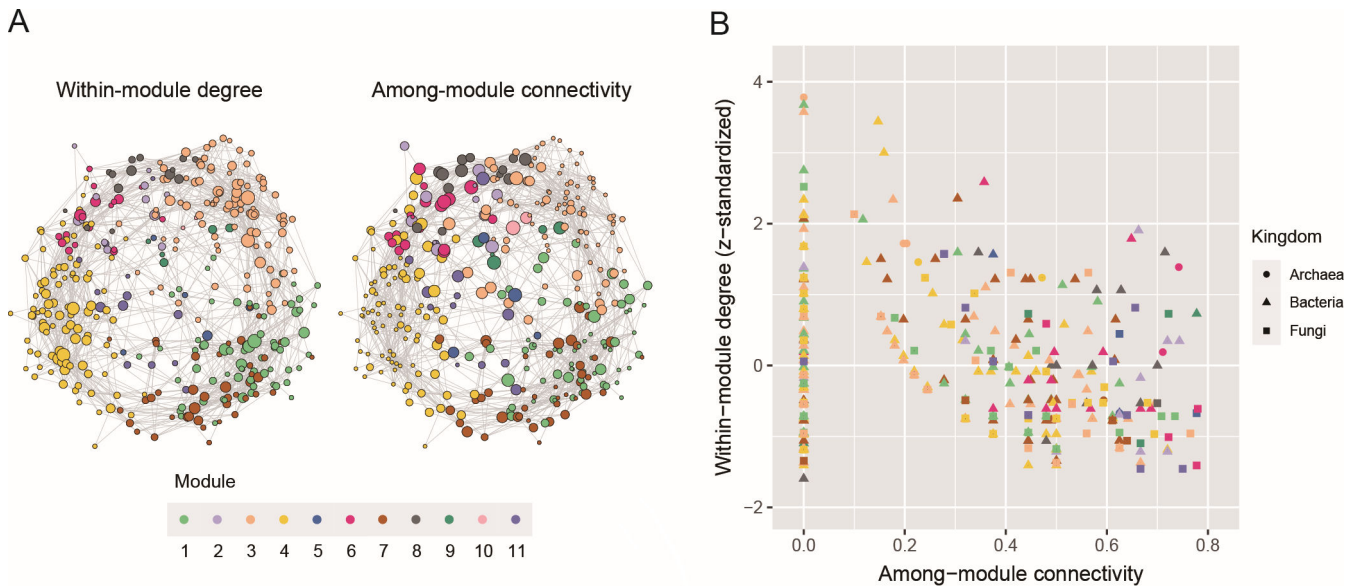 A
Within-module degree
Among-module connectivity
Module
1 2 3 4 5 6 7 8 9 10 11
B
Within−module degree (z−standardized)
4
2
0
−2
0.0 0.2 0.4 0.6 0.8
Among−module connectivity
Kingdom
Archaea
Bacteria
Fungi